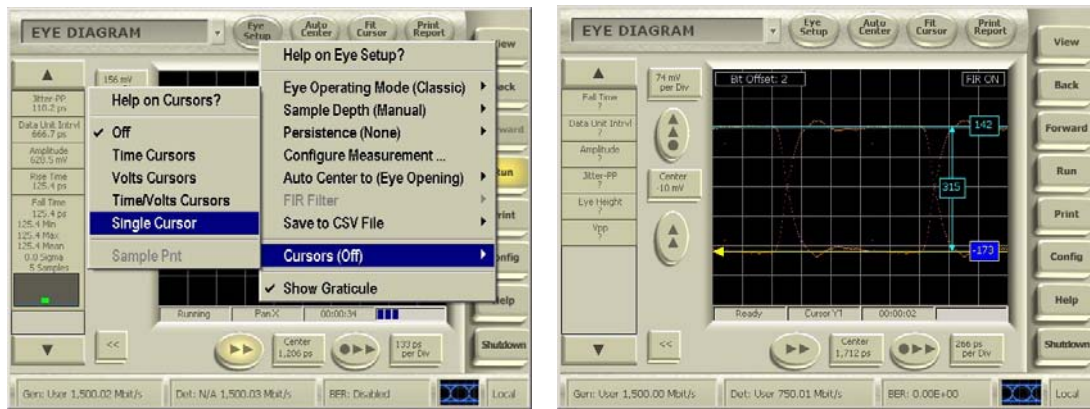 EYE DIAGRAM
Eye Setup
Auto Center
Fit Cursor
Print Report
View
156 mV
Help on Eye Setup?
Eye Operating Mode (Classic)
Sample Depth (Manual)
Persistence (None)
Configure Measurement ...
Auto Center to (Eye Opening)
FIR Filter
Save to CSV File
Cursors (Off)
Show Graticule
Help on Cursors?
Off
Time Cursors
Volts Cursors
Time/Volts Cursors
Single Cursor
Sample Pnt
Jitter-PP
110.2 ps
Data Unit Intrvl
666.7 ps
Amplitude
620.5 mV
Rise Time
125.4 ps
Fall Time
125.4 ps
125.4 Min
125.4 Max
125.4 Mean
0.0 Sigma
5 Samples
Running
Pan X
00:00:34
<<
Center
1,206 ps
133 ps
per Div
Shutdown
Gen: User 1,500.02 Mbit/s
Det: N/A 1,500.03 Mbit/s
BER: Disabled
Local
EYE DIAGRAM
Eye Setup
Auto Center
Fit Cursor
Print Report
View
Back
Forward
Run
Print
Config
Help
Shutdown
Fall Time
?
Data Unit Intrvl
?
Amplitude
?
Jitter-PP
?
Eye Height
?
Vpp
?
74 mV
per Div
Center
-10 mV
Bit Offset: 2
FIR ON
142
315
-173
Ready
Cursor Y1
00:00:02
<<
Center
1,712 ps
266 ps
per Div
Gen: User 1,500.00 Mbit/s
Det: User 750.01 Mbit/s
BER: 0.00E+00
Local